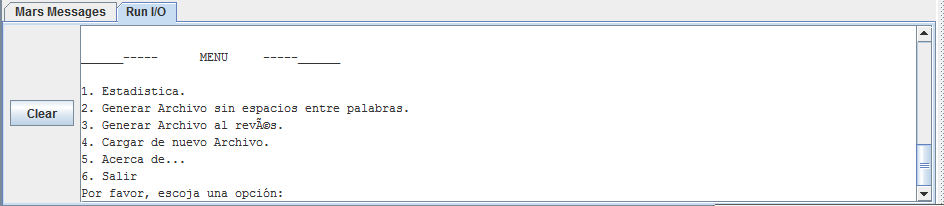 Mars Messages Run I/O
______-----      MENU     -----______
1. Estadistica.
2. Generar Archivo sin espacios entre palabras.
3. Generar Archivo al revÃ©s.
4. Cargar de nuevo Archivo.
5. Acerca de...
6. Salir
Por favor, escoja una opción:
Clear